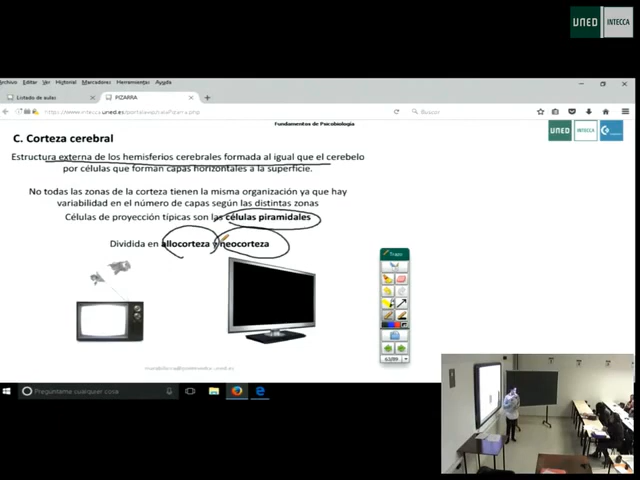 UNED
INTECCA
Archivo Editar Ver Historial Marcadores Herramientas Ayuda
Listado de aulas
PIZARRA
Buscar
Fundamentos de Psicobiología
UNED
INTECCA
C. Corteza cerebral
Estructura externa de los hemisferios cerebrales formada al igual que el cerebelo
por células que forman capas horizontales a la superficie.
No todas las zonas de la corteza tienen la misma organización ya que hay
variabilidad en el número de capas según las distintas zonas
Células de proyección típicas son las células piramidales
Dividida en allocorteza y neocorteza
Trazo
63/99
Pregúntame cualquier cosa